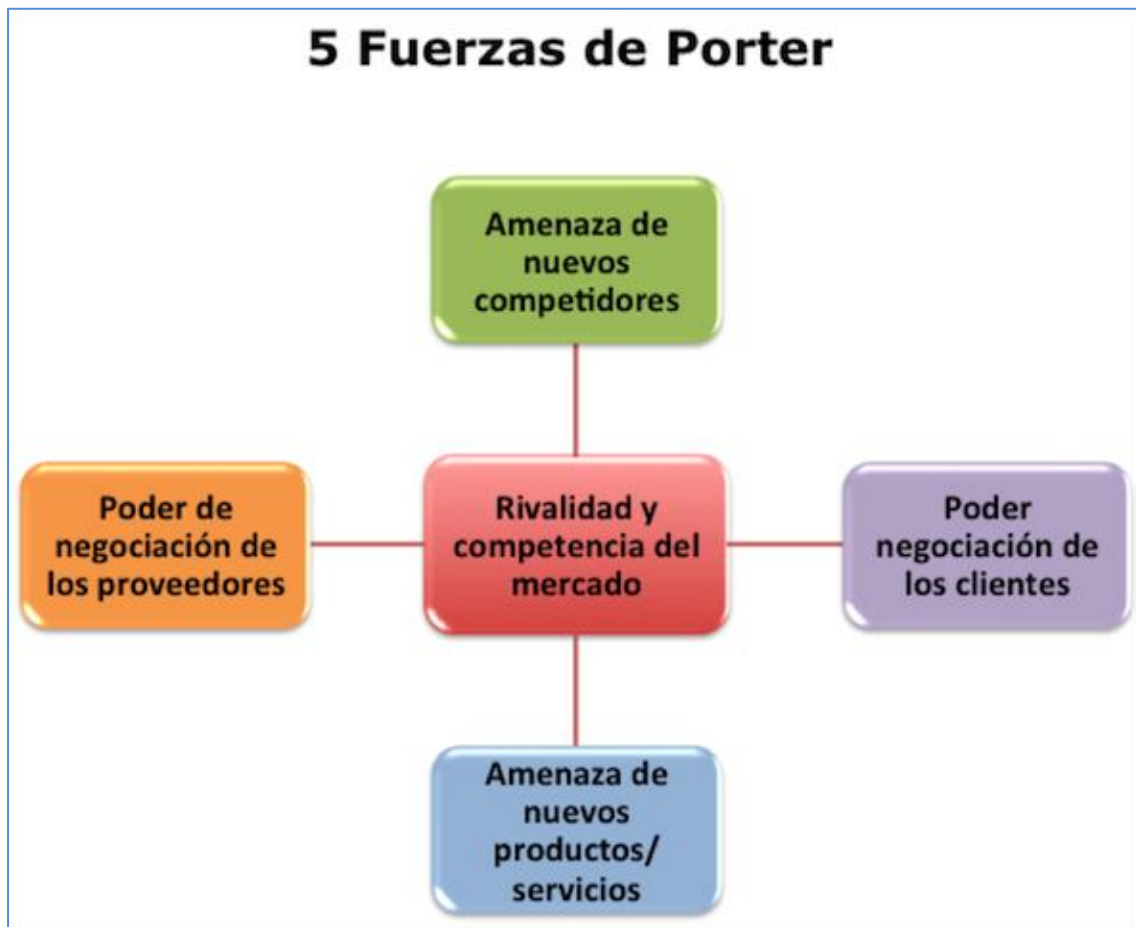 5 Fuerzas de Porter
Amenaza de
nuevos
competidores
Poder de
negociación de
los proveedores
Rivalidad y
competencia del
mercado
Poder
negociación de
los clientes
Amenaza de
nuevos
productos/
servicios